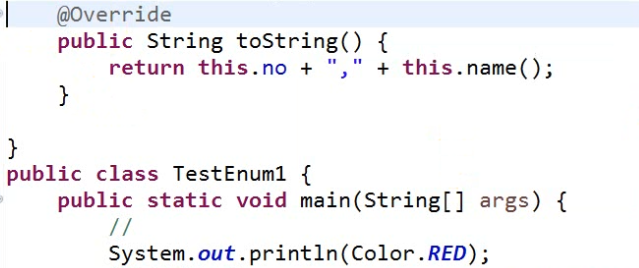 @Override
public String toString() {
return this.no + "," + this.name();
}
}
public class TestEnum1 {
public static void main(String[] args) {
//
System.out.println(Color.RED);